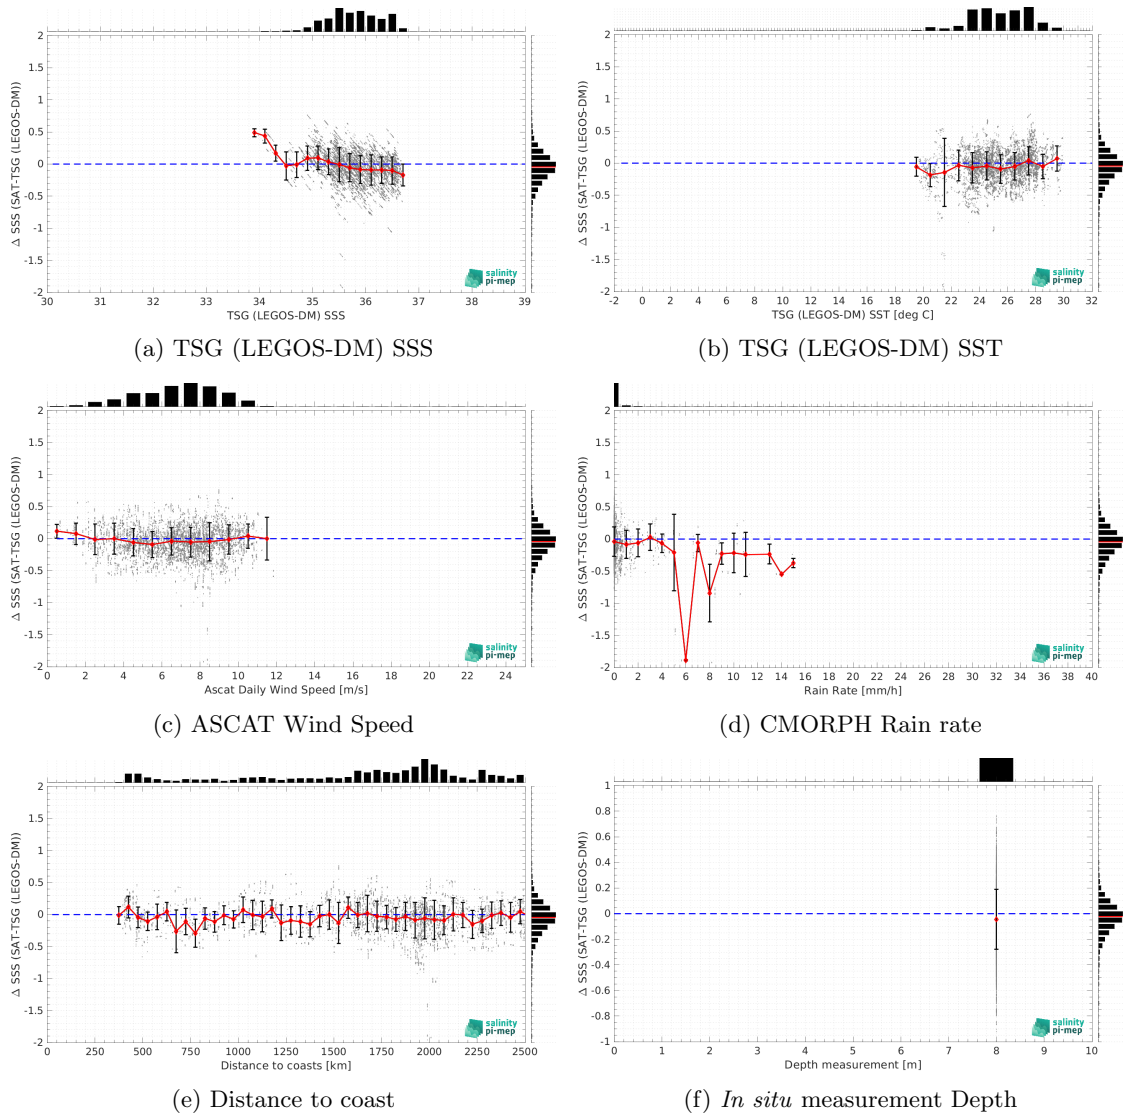 2
1.5
1
0.5
0
-0.5
-1
-1.5
-2
Δ SSS (SAT-TSG (LEGOS-DM))
30 31 32 33 34 35 36 37 38 39
TSG (LEGOS-DM) SSS
salinity
pi-mep
(a) TSG (LEGOS-DM) SSS
2
1.5
1
0.5
0
-0.5
-1
-1.5
-2
Δ SSS (SAT-TSG (LEGOS-DM))
-2 0 2 4 6 8 10 12 14 16 18 20 22 24 26 28 30 32
TSG (LEGOS-DM) SST [deg C]
salinity
pi-mep
(b) TSG (LEGOS-DM) SST
2
1.5
1
0.5
0
-0.5
-1
-1.5
-2
Δ SSS (SAT-TSG (LEGOS-DM))
0 2 4 6 8 10 12 14 16 18 20 22 24
Ascat Daily Wind Speed [m/s]
salinity
pi-mep
(c) ASCAT Wind Speed
2
1.5
1
0.5
0
-0.5
-1
-1.5
-2
Δ SSS (SAT-TSG (LEGOS-DM))
0 2 4 6 8 10 12 14 16 18 20 22 24 26 28 30 32 34 36 38 40
Rain Rate [mm/h]
salinity
pi-mep
(d) CMORPH Rain rate
2
1.5
1
0.5
0
-0.5
-1
-1.5
-2
Δ SSS (SAT-TSG (LEGOS-DM))
0 250 500 750 1000 1250 1500 1750 2000 2250 2500
Distance to coasts [km]
salinity
pi-mep
(e) Distance to coast
1
0.8
0.6
0.4
0.2
0
-0.2
-0.4
-0.6
-0.8
-1
Δ SSS (SAT-TSG (LEGOS-DM))
0 1 2 3 4 5 6 7 8 9 10
Depth measurement [m]
salinity
pi-mep
(f) In situ measurement Depth